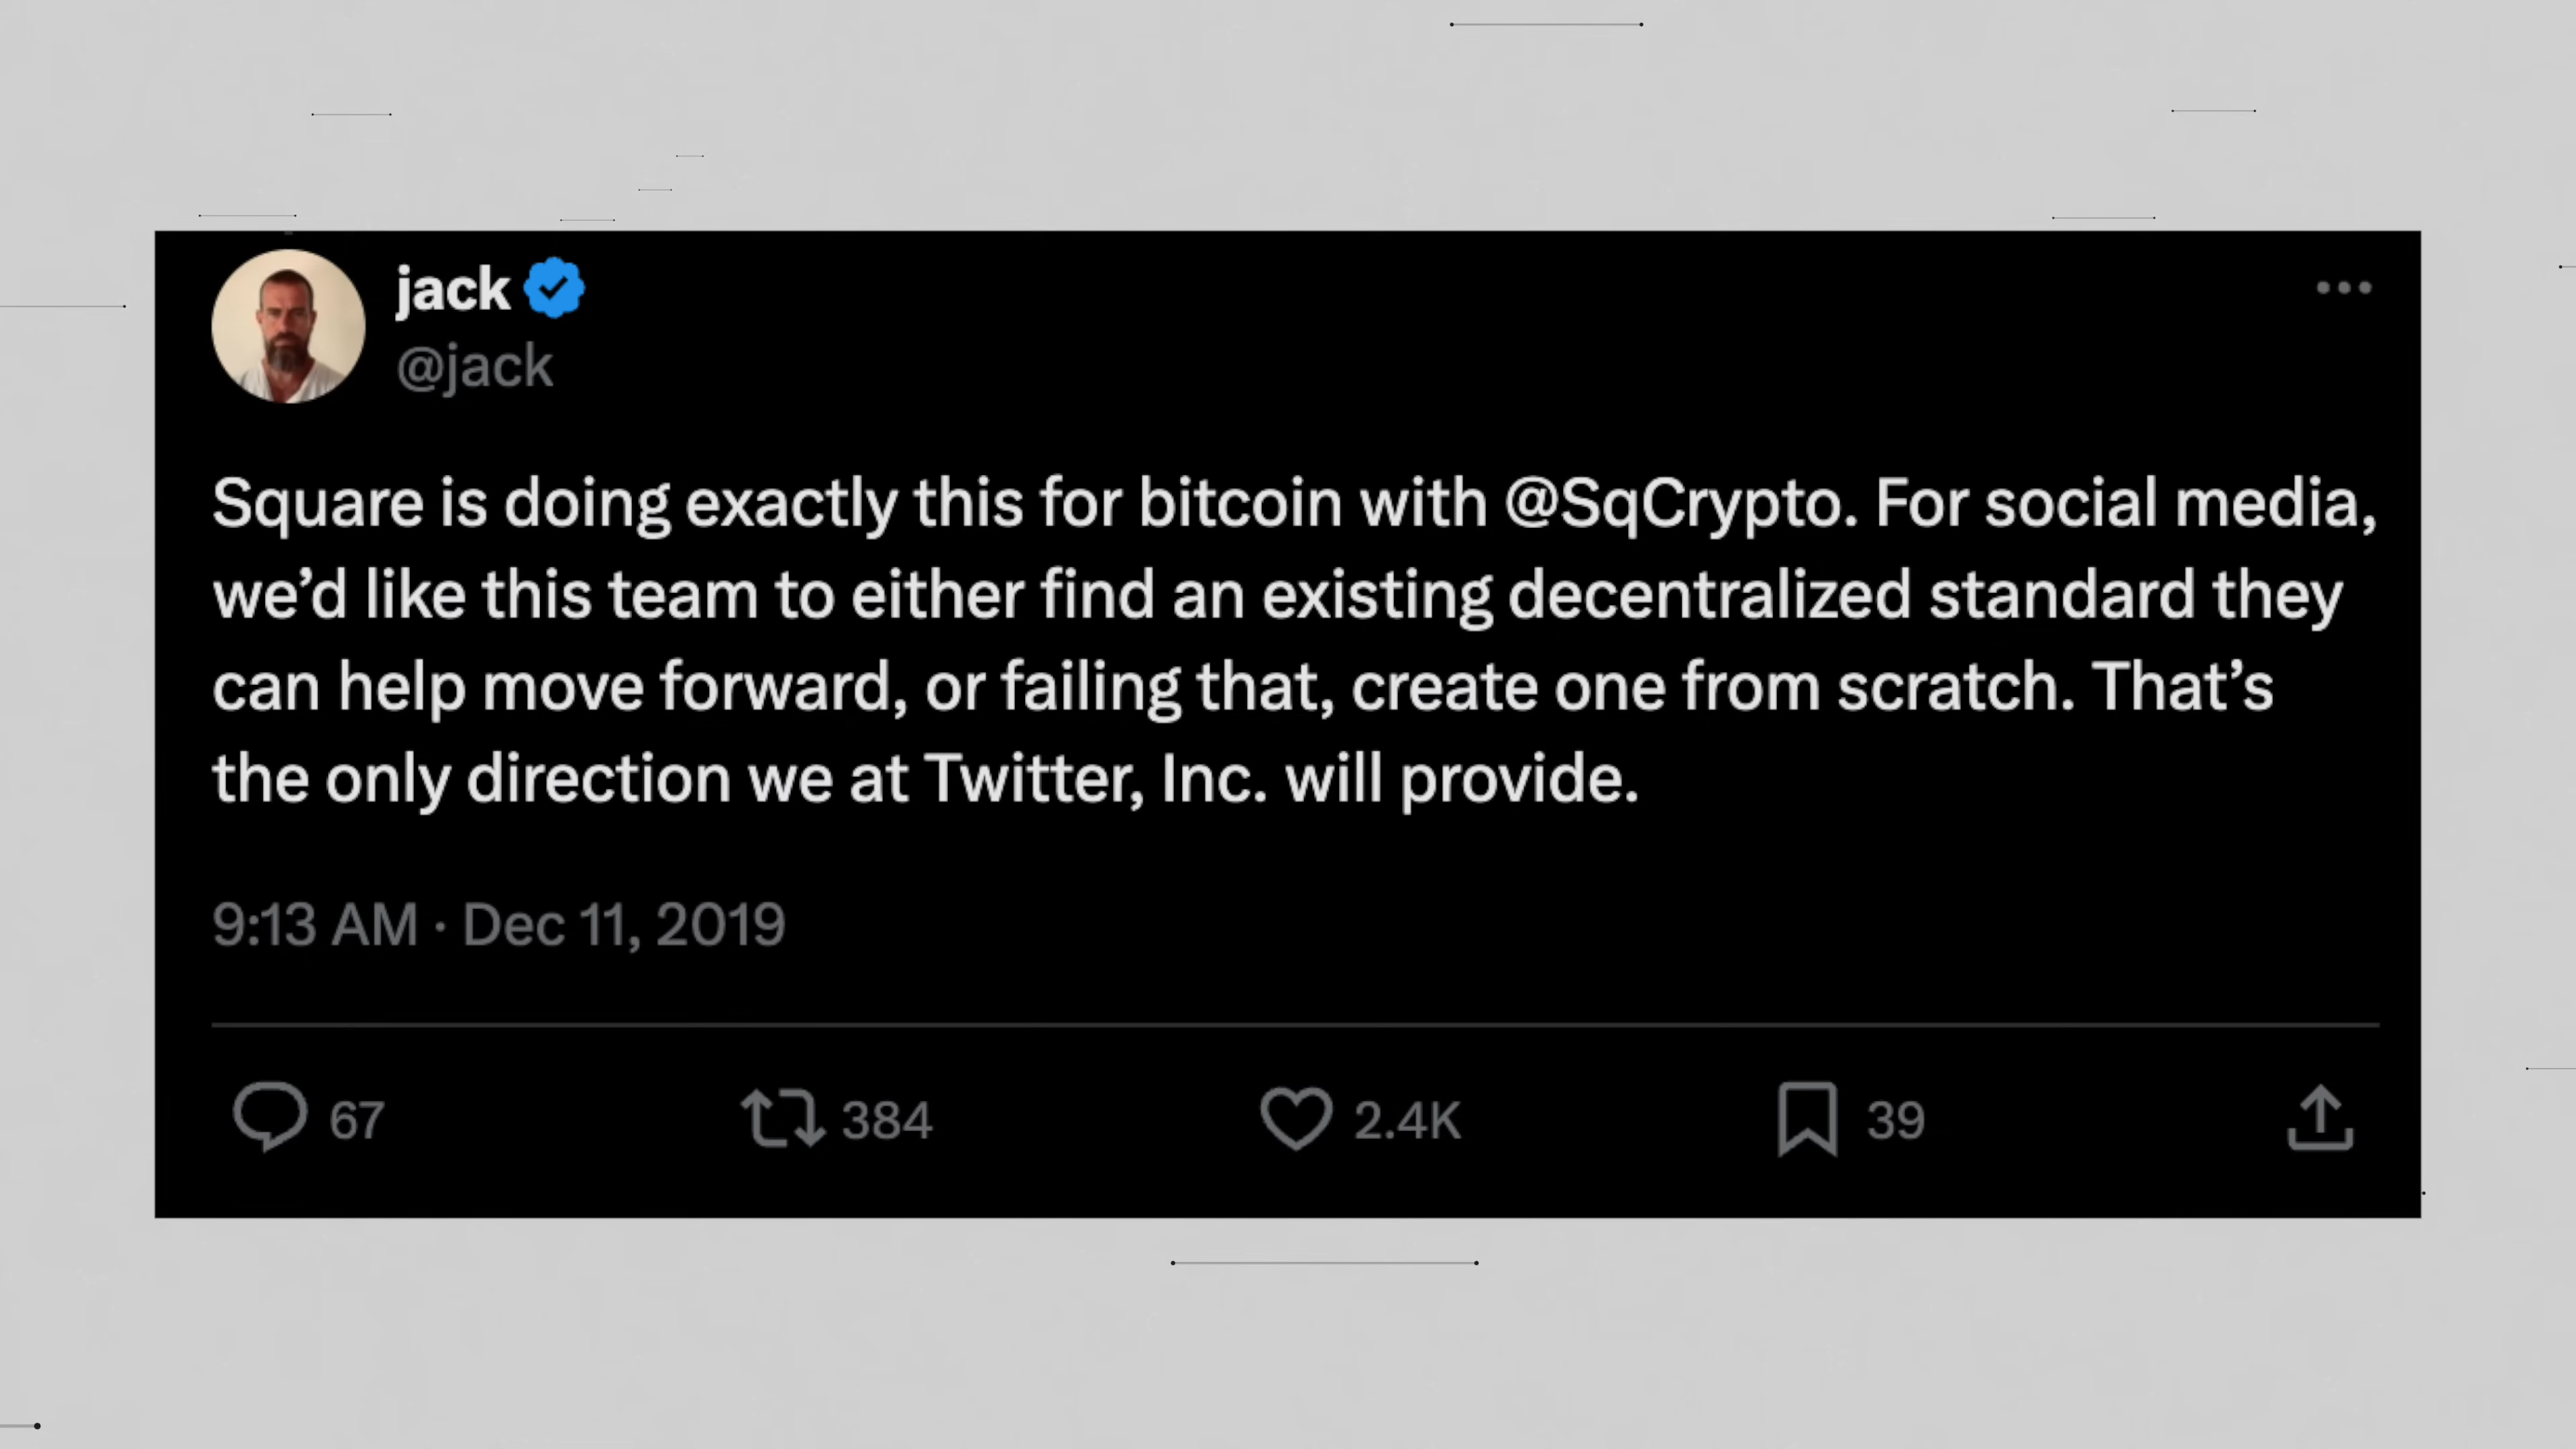 jack
@jack
Square is doing exactly this for bitcoin with @SqCrypto. For social media,
we’d like this team to either find an existing decentralized standard they
can help move forward, or failing that, create one from scratch. That’s
the only direction we at Twitter, Inc. will provide.
9:13 AM · Dec 11, 2019
67 384 2.4K 39